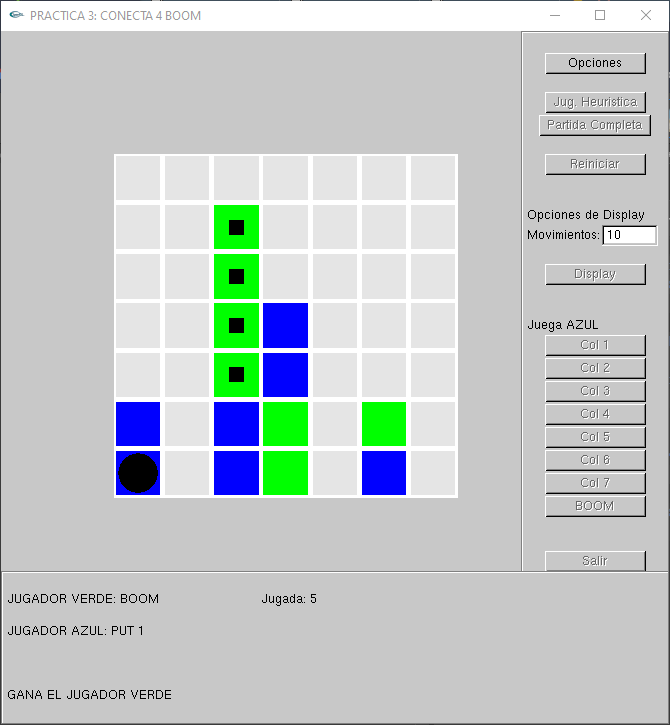 PRACTICA 3: CONECTA 4 BOOM
Opciones
Jug. Heuristica
Partida Completa
Reiniciar
Opciones de Display
Movimientos: 10
Display
Juega AZUL
Col 1
Col 2
Col 3
Col 4
Col 5
Col 6
Col 7
BOOM
Salir
JUGADOR VERDE: BOOM Jugada: 5
JUGADOR AZUL: PUT 1
GANA EL JUGADOR VERDE